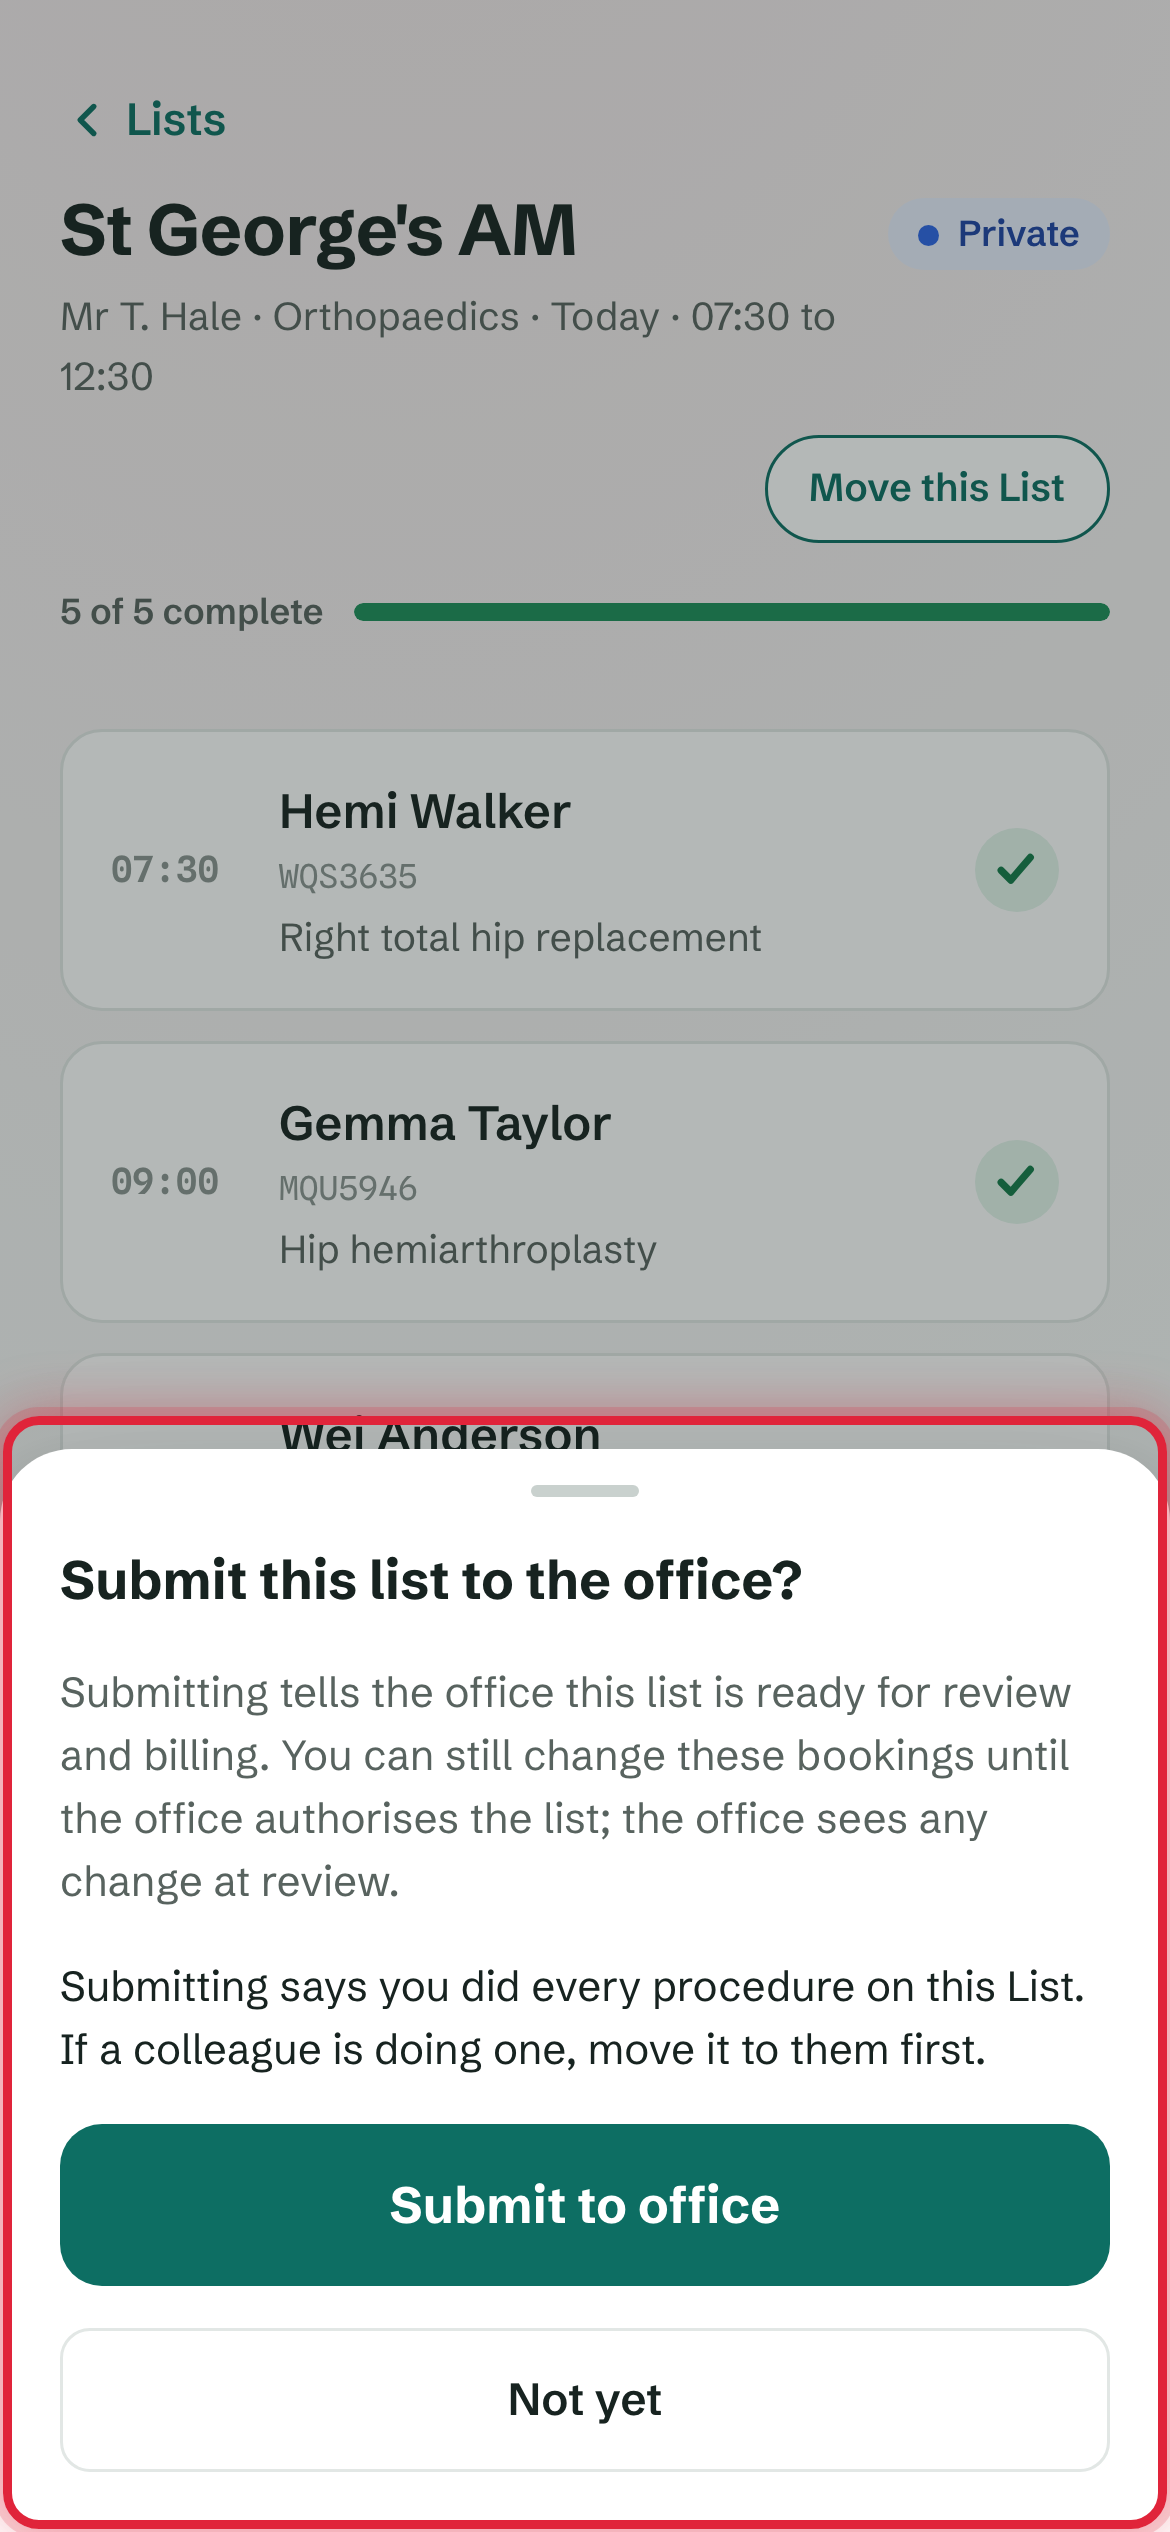 Lists
St George's AM
Private
Mr T. Hale · Orthopaedics · Today · 07:30 to
12:30
Move this List
5 of 5 complete
Hemi Walker
07:30
WQS3635
Right total hip replacement
Gemma Taylor
09:00
MQU5946
Hip hemiarthroplasty
Wei Anderson
Submit this list to the office?
Submitting tells the office this list is ready for review
and billing. You can still change these bookings until
the office authorises the list; the office sees any
change at review.
Submitting says you did every procedure on this List.
If a colleague is doing one, move it to them first.
Submit to office
Not yet